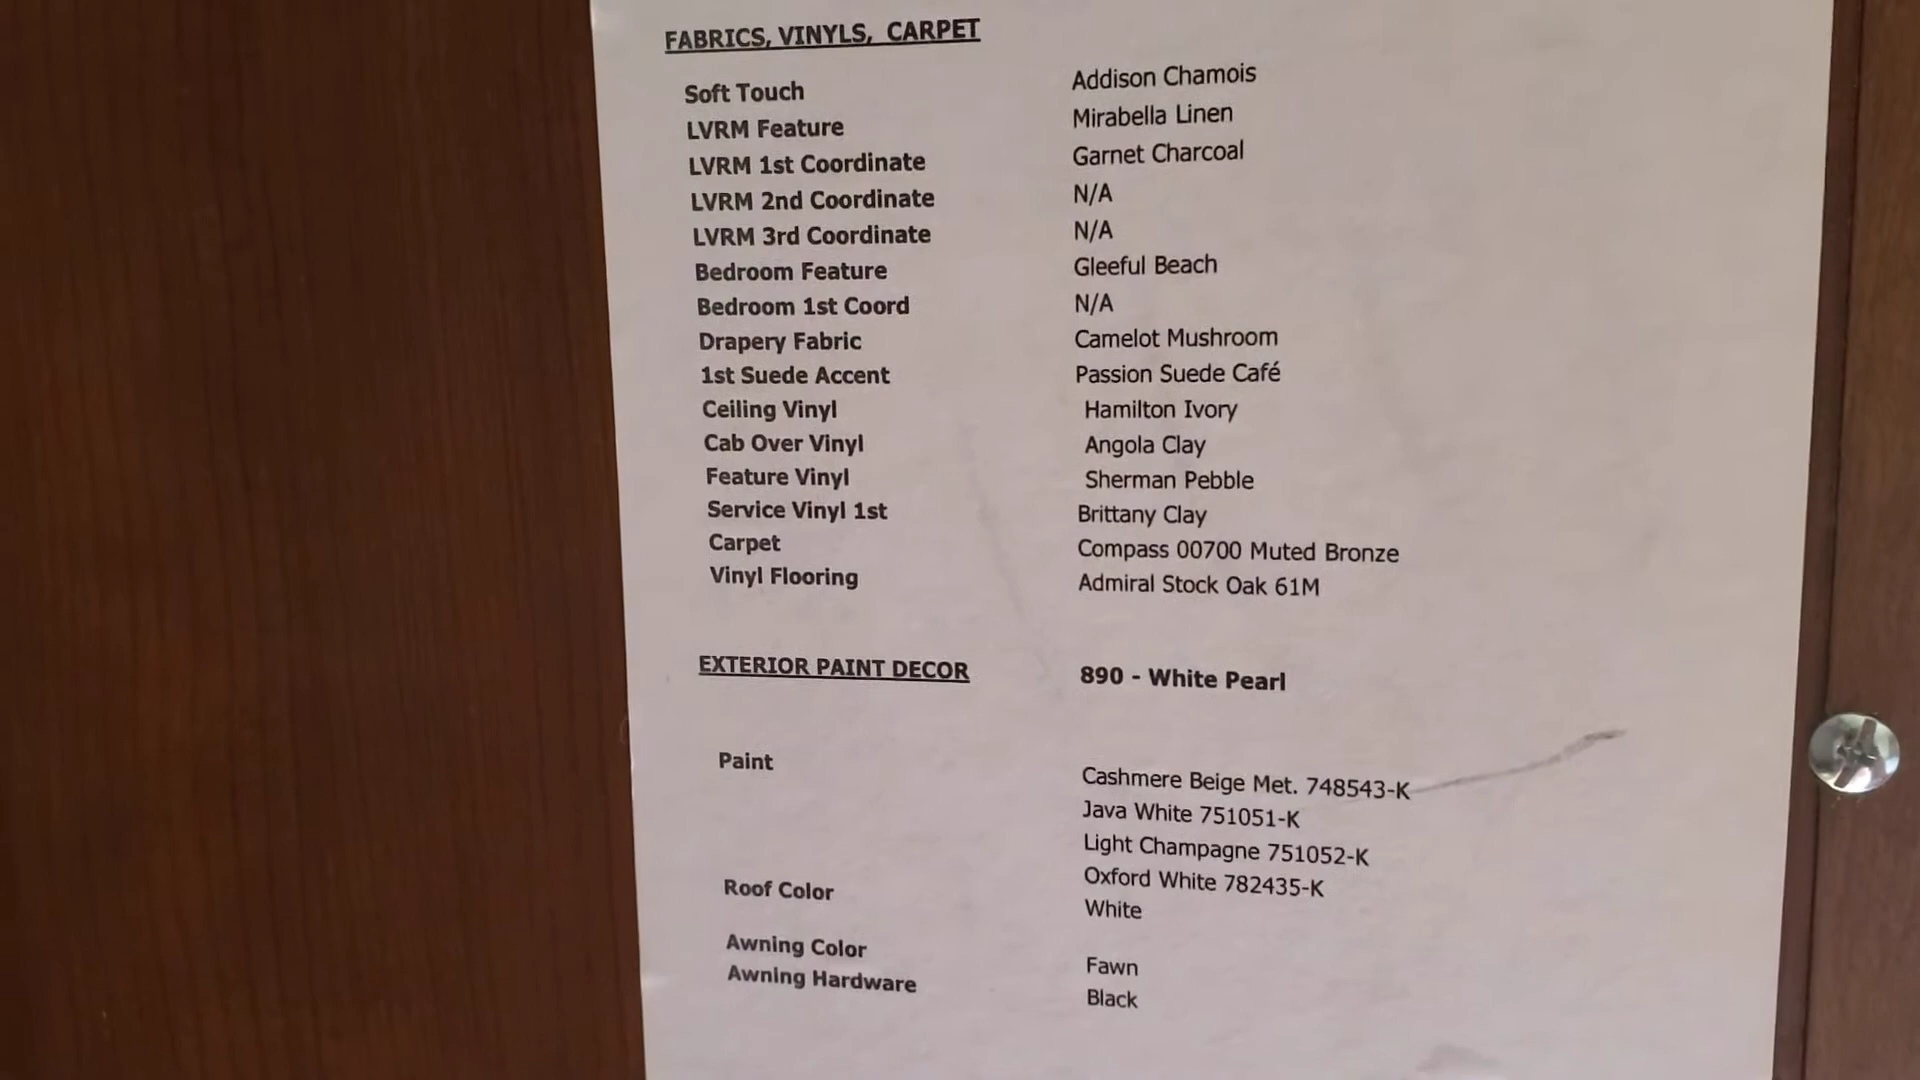 FABRICS, VINYLS, CARPET
Soft Touch Addison Chamois
LVRM Feature Mirabella Linen
LVRM 1st Coordinate Garnet Charcoal
LVRM 2nd Coordinate N/A
LVRM 3rd Coordinate N/A
Bedroom Feature Gleeful Beach
Bedroom 1st Coord N/A
Drapery Fabric Camelot Mushroom
1st Suede Accent Passion Suede Café
Ceiling Vinyl Hamilton Ivory
Cab Over Vinyl Angola Clay
Feature Vinyl Sherman Pebble
Service Vinyl 1st Brittany Clay
Carpet Compass 00700 Muted Bronze
Vinyl Flooring Admiral Stock Oak 61M
EXTERIOR PAINT DECOR 890 - White Pearl
Paint Cashmere Beige Met. 748543-K
Java White 751051-K
Light Champagne 751052-K
Oxford White 782435-K
Roof Color White
Awning Color Fawn
Awning Hardware Black